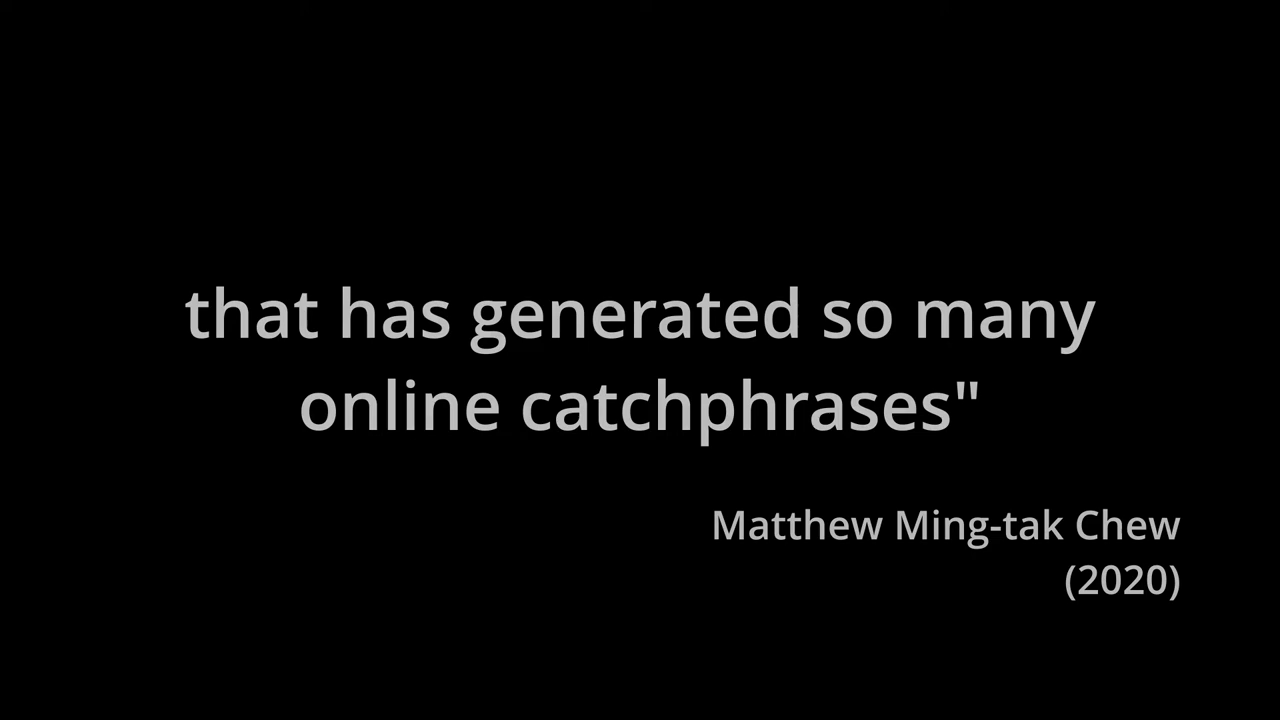 that has generated so many
online catchphrases"
Matthew Ming-tak Chew
(2020)